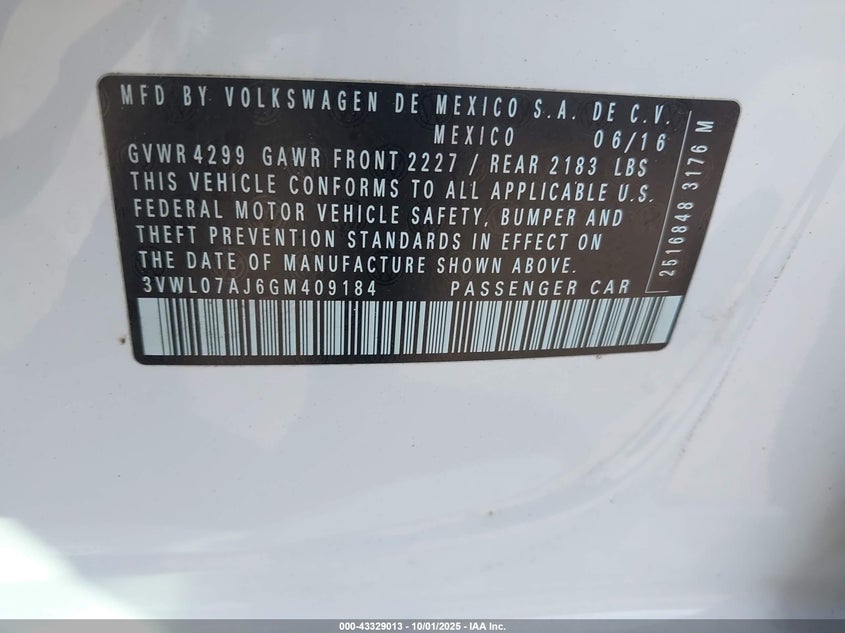 MFD BY VOLKSWAGEN DE MEXICO S.A. DE C.V.
MEXICO 06/16
GVWR 4299 GAWR FRONT 2227 / REAR 2183 LBS
THIS VEHICLE CONFORMS TO ALL APPLICABLE U.S.
FEDERAL MOTOR VEHICLE SAFETY, BUMPER AND
THEFT PREVENTION STANDARDS IN EFFECT ON
THE DATE OF MANUFACTURE SHOWN ABOVE.
3VWL07AJ6GM409184 PASSENGER CAR
2516848 3176 M
000-43329013 - 10/01/2025 - IAA Inc.